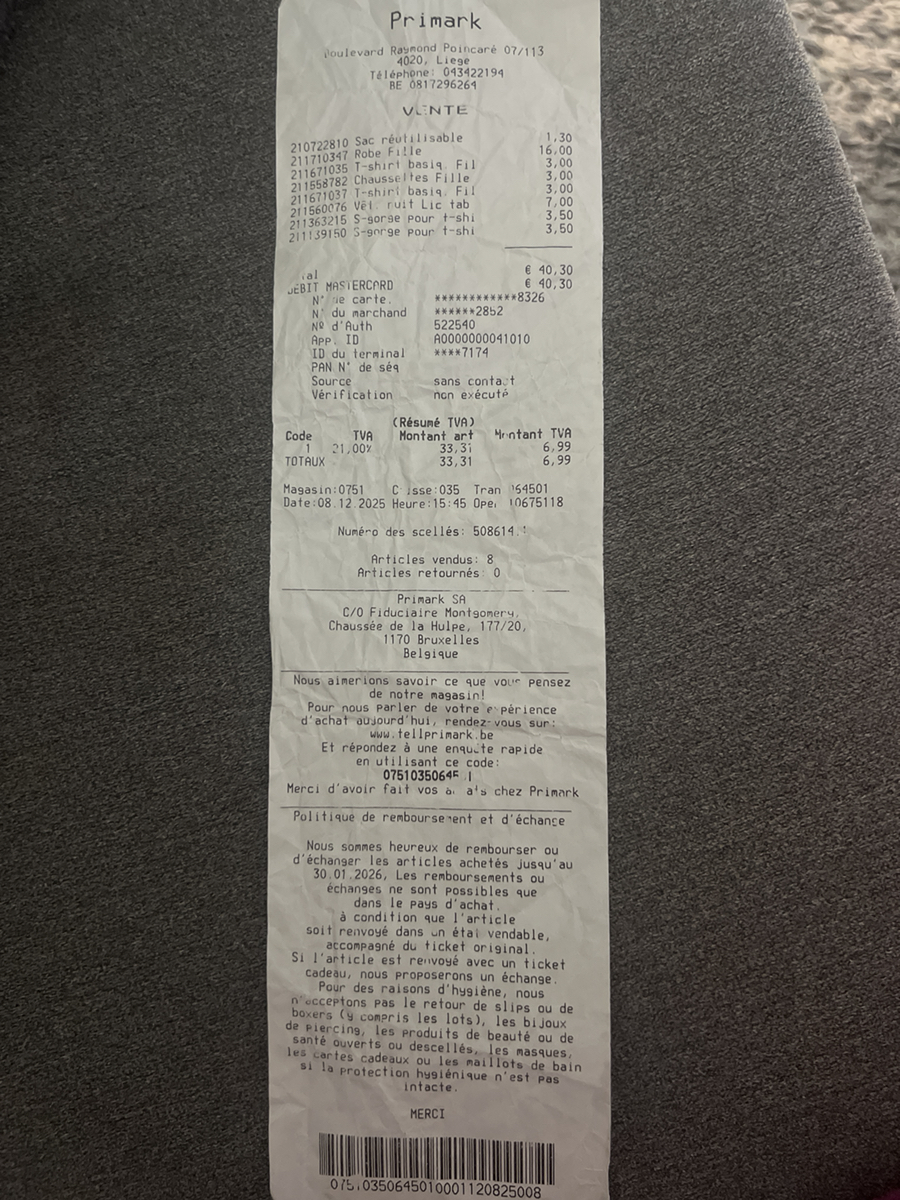 Primark
Boulevard Raymond Poincaré 07/113
4020, Liege
Téléphone: 043422194
BE 0817296264
VENTE
210722810 Sac réutilisable 1,30
211710347 Robe Fille 16,00
211671035 T-shirt basiq. Fil 3,00
211558782 Chaussettes Fille 3,00
211671037 T-shirt basiq. Fil 3,00
211560076 ruit Lic tab 7,00
211363215 S-gorge pour t-shi 3,50
211139150 S-gorge pour t-shi 3,50
€ 40,30
DEBIT MASTERCARD € 40,30
N° de carte. ************8326
N° du marchand ******2852
Nº d'Auth 522540
App. ID A0000000041010
ID du terminal ****7174
PAN N° de séq
Source sans contact
Vérification non exécuté
(Résumé TVA)
Code TVA Montant art Montant TVA
1 21,00% 33,31 6,99
TOTAUX 33,31 6,99
Magasin:0751 Caisse:035 Tran 64501
Date:08.12.2025 Heure:15:45 Oper 10675118
Numéro des scellés: 508614
Articles vendus: 8
Articles retournés: 0
Primark SA
C/O Fiduciaire Montgomery,
Chaussée de la Hulpe, 177/20,
1170 Bruxelles
Belgique
Nous aimerions savoir ce que vous pensez
de notre magasin!
Pour nous parler de votre expérience
d'achat aujourd'hui, rendez-vous sur:
www.tellprimark.be
Et répondez à une enquête rapide
en utilisant ce code:
Merci d'avoir fait vos achats chez Primark
Politique de remboursement et d'échange
Nous sommes heureux de rembourser ou
d'échanger les articles achetés jusqu'au
30.01.2026, Les remboursements ou
échanges ne sont possibles que
dans le pays d'achat.
à condition que l'article
soit renvoyé dans un état vendable,
accompagné du ticket original.
Si l'article est renvoyé avec un ticket
cadeau, nous proposerons un échange.
Pour des raisons d'hygiène, nous
n'acceptons pas le retour de slips ou de
boxers (y compris les lots), les bijoux
de piercing, les produits de beauté ou de
santé ouverts ou descellés, les masques,
les cartes cadeaux ou les maillots de bain
si la protection hygiénique n'est pas
intacte.
MERCI
075103506450100011208 25008